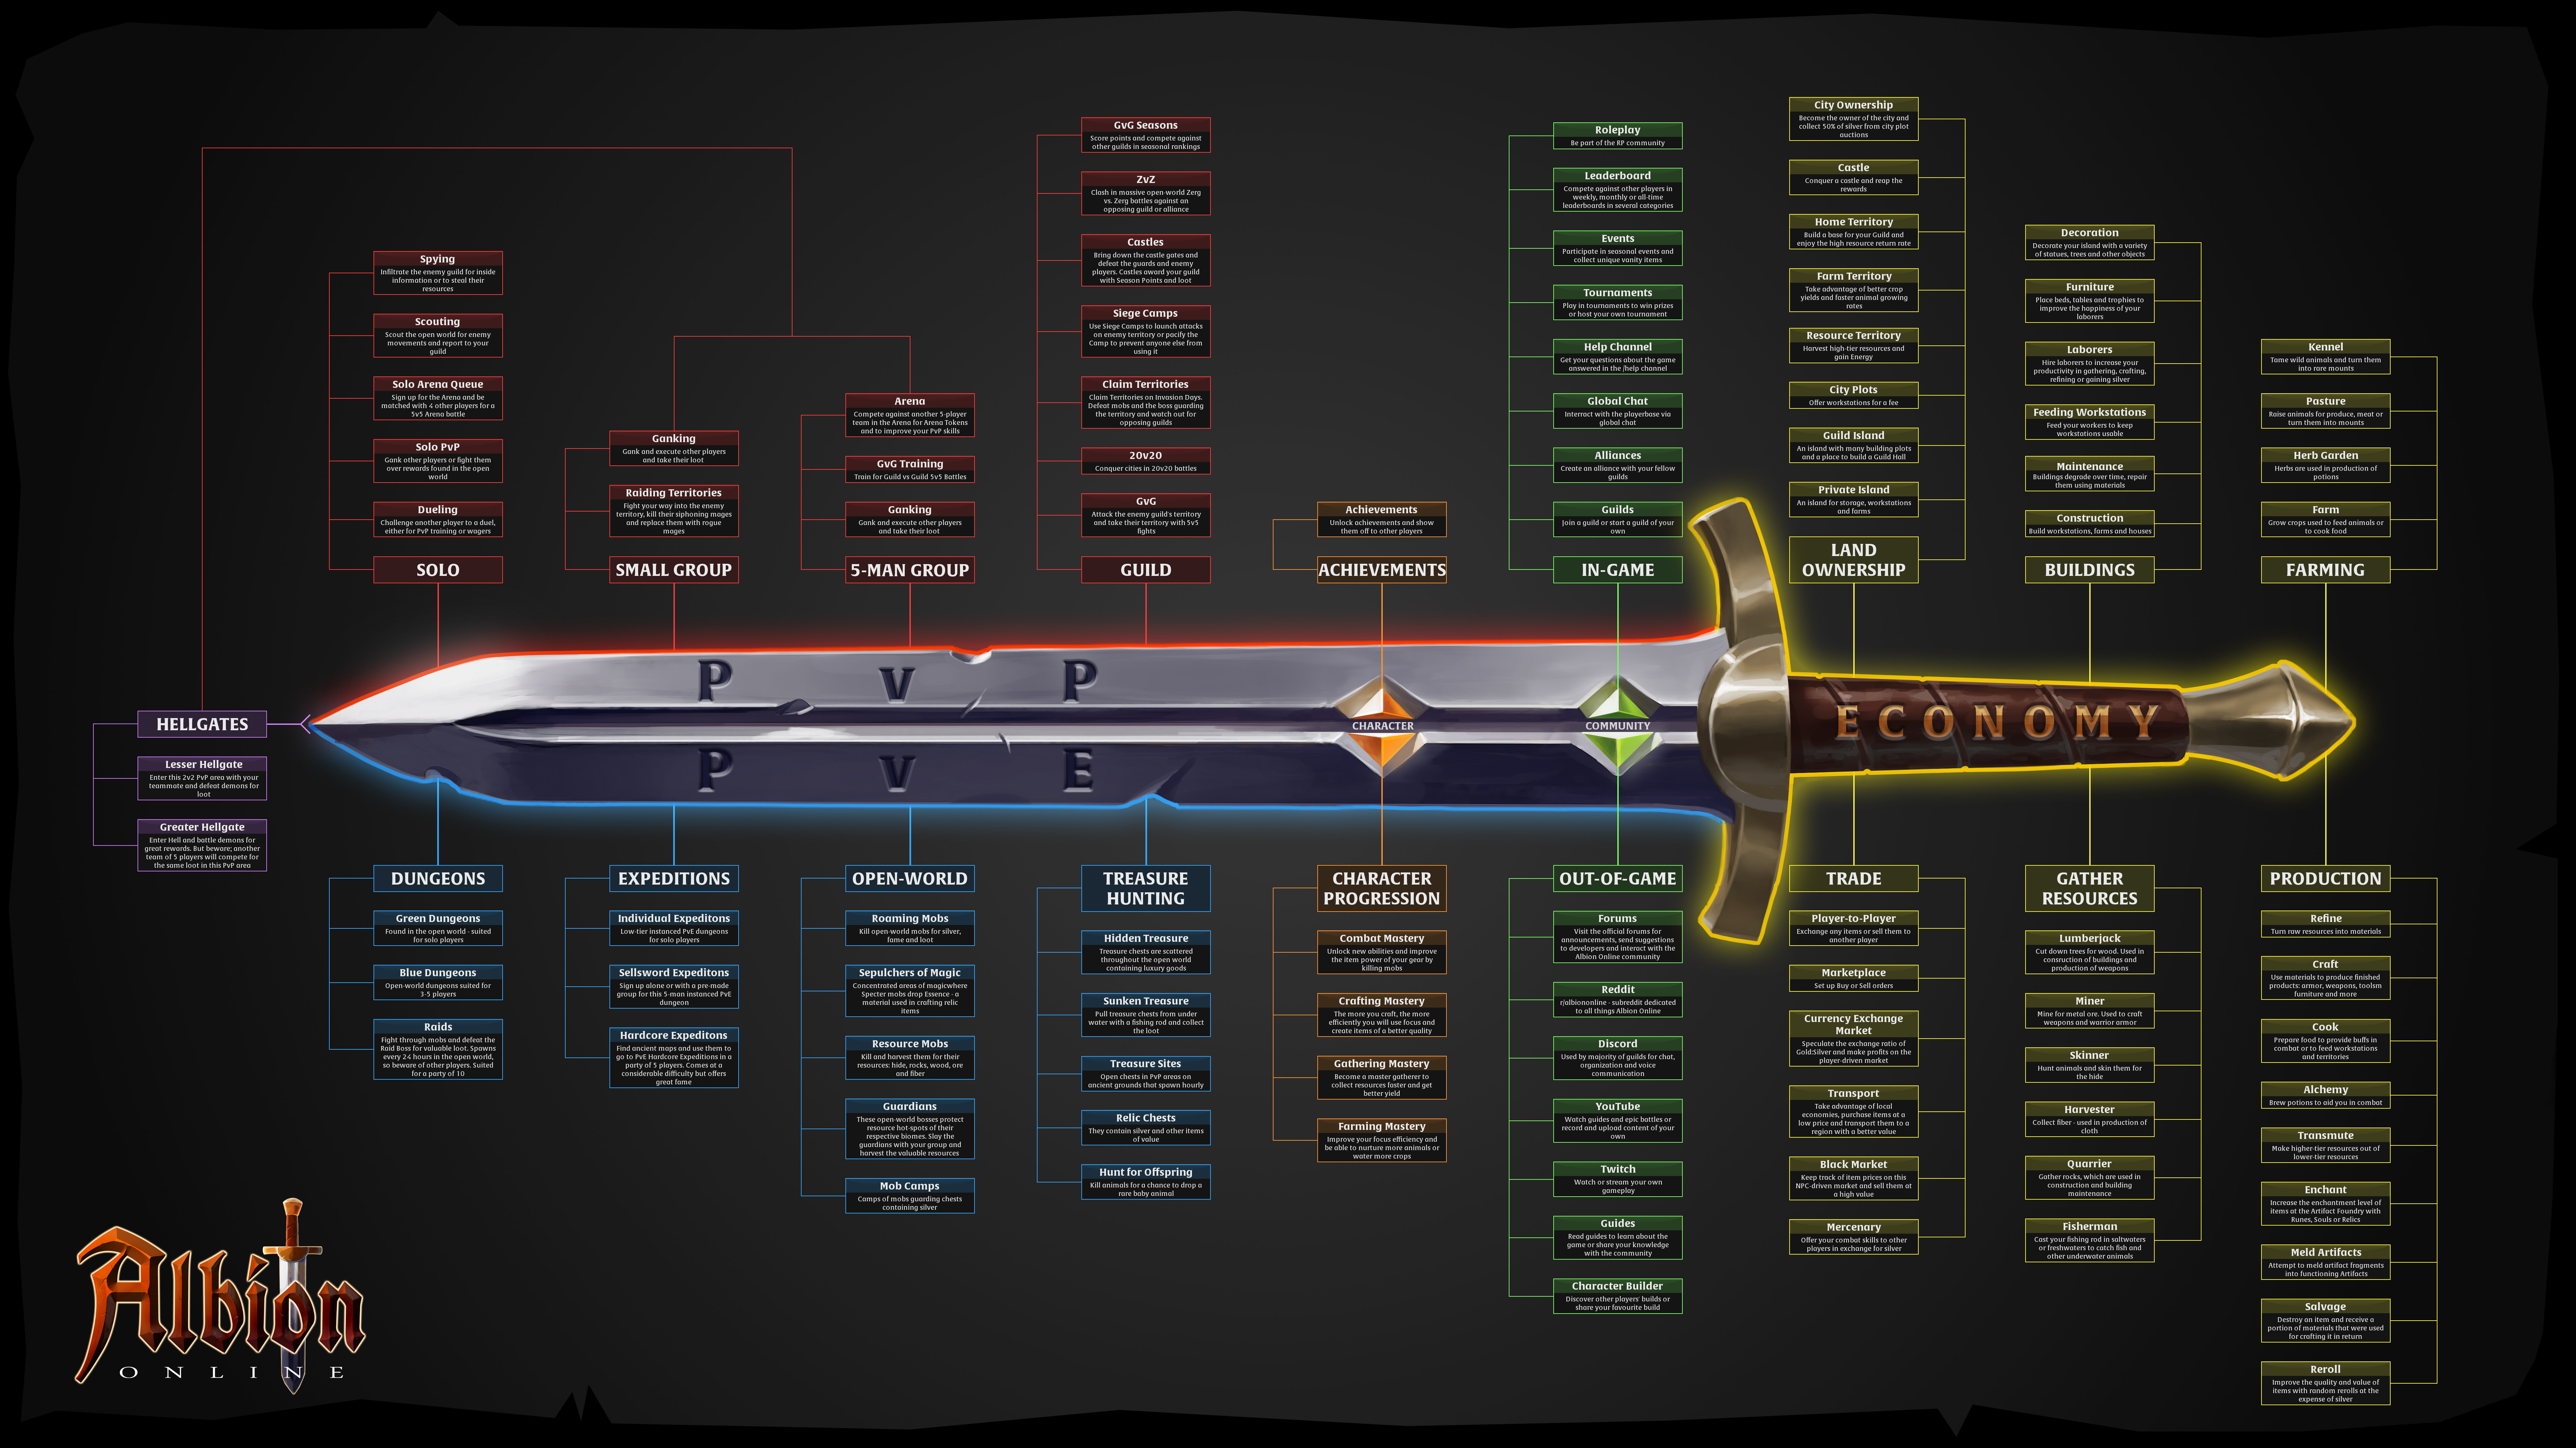 HELLGATES
Lesser Hellgate
Enter this 2v2 PvP area with your
teammate and defeat demons for
loot
Greater Hellgate
Enter Hell and battle demons for
great rewards. But beware; another
team of 5 players will compete for
the same loot in this PvP area
Spying
Infiltrate the enemy guild for inside
information or to steal their
resources
Scouting
Scout the open world for enemy
movements and report to your
guild
Solo Arena Queue
Sign up for the Arena and be
matched with 4 other players for a
5v5 Arena battle
Solo PvP
Gank other players or fight them
over rewards found in the open
world
Dueling
Challenge another player to a duel,
either for PvP training or wagers
SOLO
Ganking
Gank and execute other players
and take their loot
Raiding Territories
Fight your way into the enemy
territory, kill their siphoning mages
and replace them with rogue
mages
SMALL GROUP
Arena
Compete against another 5-player
team in the Arena for Arena Tokens
and to improve your PvP skills
GvG Training
Train for Guild vs Guild 5v5 Battles
Ganking
Gank and execute other players
and take their loot
5-MAN GROUP
GvG Seasons
Score points and compete against
other guilds in seasonal rankings
ZvZ
Clash in massive open-world Zerg
vs. Zerg battles against an
opposing guild or alliance
Castles
Bring down the castle gates and
defeat the guards and enemy
players. Castles award your guild
with Season Points and loot
Siege Camps
Use Siege Camps to launch attacks
on enemy territory or pacify the
Camp to prevent anyone else from
using it
Claim Territories
Claim Territories on Invasion Days.
Defeat mobs and the boss guarding
the territory and watch out for
opposing guilds
20v20
Conquer cities in 20v20 battles
GvG
Attack the enemy guild's territory
and take their territory with 5v5
fights
GUILD
Achievements
Unlock achievements and show
them off to other players
ACHIEVEMENTS
Roleplay
Be part of the RP community
Leaderboard
Compete against other players in
weekly, monthly or all-time
leaderboards in several categories
Events
Participate in seasonal events and
collect unique vanity items
Tournaments
Play in tournaments to win prizes
or host your own tournament
Help Channel
Get your questions about the game
answered in the /help channel
Global Chat
Interract with the playerbase via
global chat
Alliances
Create an alliance with your fellow
guilds
Guilds
Join a guild or start a guild of your
own
IN-GAME
City Ownership
Become the owner of the city and
collect 50% of silver from city plot
auctions
Castle
Conquer a castle and reap the
rewards
Home Territory
Build a base for your Guild and
enjoy the high resource return rate
Farm Territory
Take advantage of better crop
yields and faster animal growing
rates
Resource Territory
Harvest high-tier resources and
gain Energy
City Plots
Offer workstations for a fee
Guild Island
An island with many building plots
and a place to build a Guild Hall
Private Island
An island for storage, workstations
and farms
LAND
OWNERSHIP
Decoration
Decorate your island with a variety
of statues, trees and other objects
Furniture
Place beds, tables and trophies to
improve the happiness of your
laborers
Laborers
Hire laborers to increase your
productivity in gathering, crafting,
refining or gaining silver
Feeding Workstations
Feed your workers to keep
workstations usable
Maintenance
Buildings degrade over time, repair
them using materials
Construction
Build workstations, farms and houses
BUILDINGS
Kennel
Tame wild animals and turn them
into rare mounts
Pasture
Raise animals for produce, meat or
turn them into mounts
Herb Garden
Herbs are used in production of
potions
Farm
Grow crops used to feed animals or
to cook food
FARMING
P V P
P V E
CHARACTER
COMMUNITY
ECONOMY
DUNGEONS
Green Dungeons
Found in the open world - suited
for solo players
Blue Dungeons
Open-world dungeons suited for
3-5 players
Raids
Fight through mobs and defeat the
Raid Boss for valuable loot. Spawns
every 24 hours in the open world,
so beware of other players. Suited
for a party of 10
EXPEDITIONS
Individual Expeditons
Low-tier instanced PvE dungeons
for solo players
Sellsword Expeditons
Sign up alone or with a pre-made
group for this 5-man instanced PvE
dungeon
Hardcore Expeditons
Find ancient maps and use them to
go to PvE Hardcore Expeditions in a
party of 5 players. Comes at a
considerable difficulty but offers
great fame
OPEN-WORLD
Roaming Mobs
Kill open-world mobs for silver,
fame and loot
Sepulchers of Magic
Concentrated areas of magicwhere
Specter mobs drop Essence - a
material used in crafting relic
items
Resource Mobs
Kill and harvest them for their
resources: hide, rocks, wood, ore
and fiber
Guardians
These open-world bosses protect
resource hot-spots of their
respective biomes. Slay the
guardians with your group and
harvest the valuable resources
Mob Camps
Camps of mobs guarding chests
containing silver
TREASURE
HUNTING
Hidden Treasure
Treasure chests are scattered
throughout the open world
containing luxury goods
Sunken Treasure
Pull treasure chests from under
water with a fishing rod and collect
the loot
Treasure Sites
Open chests in PvP areas on
ancient grounds that spawn hourly
Relic Chests
They contain silver and other items
of value
Hunt for Offspring
Kill animals for a chance to drop a
rare baby animal
CHARACTER
PROGRESSION
Combat Mastery
Unlock new abilities and improve
the item power of your gear by
killing mobs
Crafting Mastery
The more you craft, the more
efficiently you will use focus and
create items of a better quality
Gathering Mastery
Become a master gatherer to
collect resources faster and get
better yield
Farming Mastery
Improve your focus efficiency and
be able to nurture more animals or
water more crops
OUT-OF-GAME
Forums
Visit the official forums for
announcements, send suggestions
to developers and interact with the
Albion Online community
Reddit
r/albiononline - subreddit dedicated
to all things Albion Online
Discord
Used by majority of guilds for chat,
organization and voice
communication
YouTube
Watch guides and epic battles or
record and upload content of your
own
Twitch
Watch or stream your own
gameplay
Guides
Read guides to learn about the
game or share your knowledge
with the community
Character Builder
Discover other players' builds or
share your favourite build
TRADE
Player-to-Player
Exchange any items or sell them to
another player
Marketplace
Set up Buy or Sell orders
Currency Exchange
Market
Speculate the exchange ratio of
Gold:Silver and make profits on the
player-driven market
Transport
Take advantage of local
economies, purchase items at a
low price and transport them to a
region with a better value
Black Market
Keep track of item prices on this
NPC-driven market and sell them at
a high value
Mercenary
Offer your combat skills to other
players in exchange for silver
GATHER
RESOURCES
Lumberjack
Cut down trees for wood. Used in
consruction of buildings and
production of weapons
Miner
Mine for metal ore. Used to craft
weapons and warrior armor
Skinner
Hunt animals and skin them for
the hide
Harvester
Collect fiber - used in production of
cloth
Quarrier
Gather rocks, which are used in
construction and building
maintenance
Fisherman
Cast your fishing rod in saltwaters
or freshwaters to catch fish and
other underwater animals
PRODUCTION
Refine
Turn raw resources into materials
Craft
Use materials to produce finished
products: armor, weapons, toolsm
furniture and more
Cook
Prepare food to provide buffs in
combat or to feed workstations
and territories
Alchemy
Brew potions to aid you in combat
Transmute
Make higher-tier resources out of
lower-tier resources
Enchant
Increase the enchantment level of
items at the Artifact Foundry with
Runes, Souls or Relics
Meld Artifacts
Attempt to meld artifact fragments
into functioning Artifacts
Salvage
Destroy an item and receive a
portion of materials that were used
for crafting it in return
Reroll
Improve the quality and value of
items with random rerolls at the
expense of silver
Albion
ONLINE